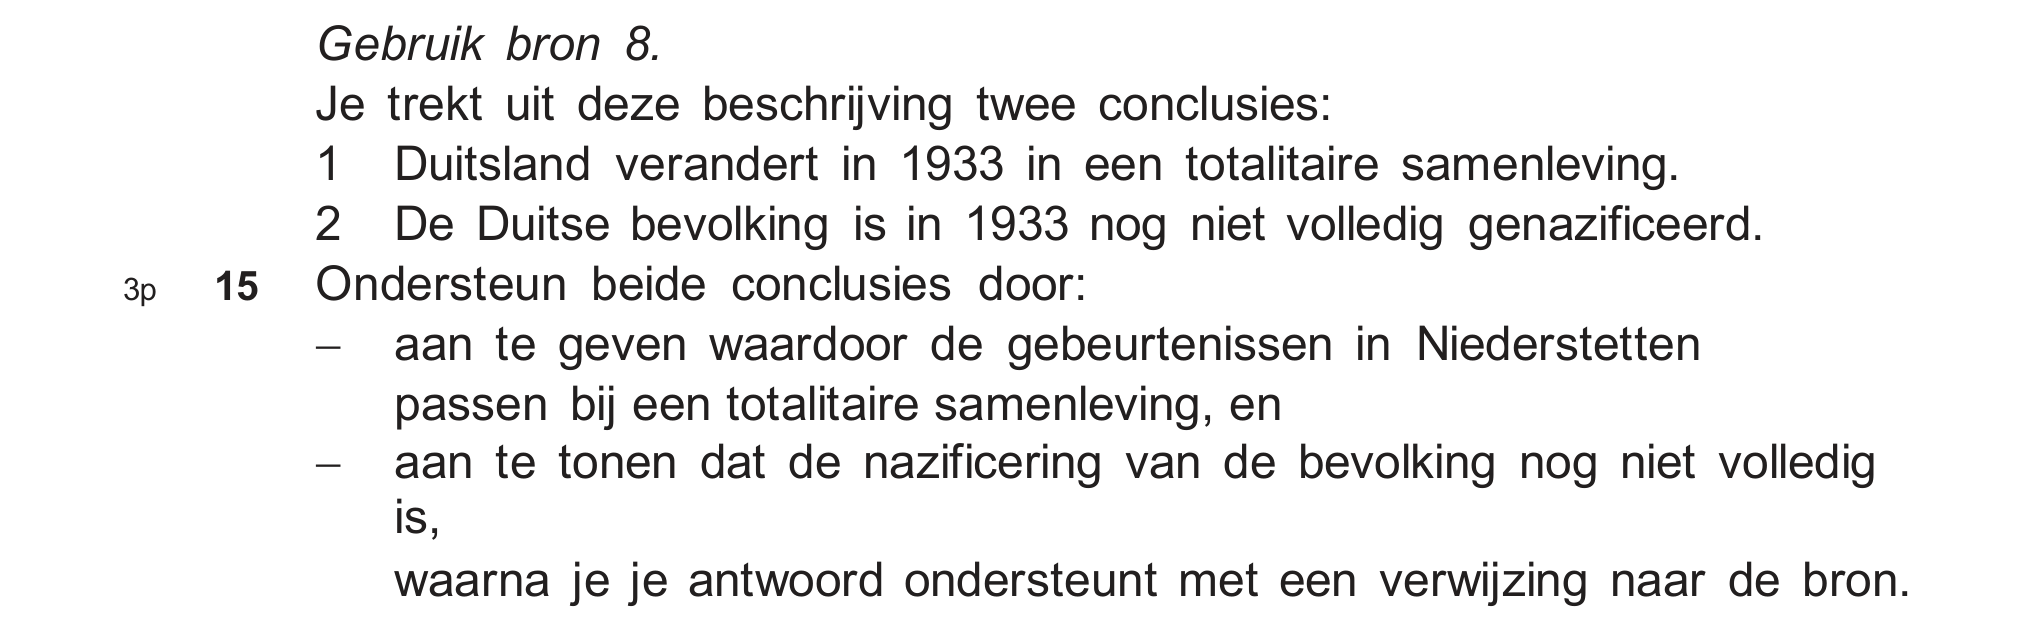 Gebruik bron 8.
Je trekt uit deze beschrijving twee conclusies:
1 Duitsland verandert in 1933 in een totalitaire samenleving.
2 De Duitse bevolking is in 1933 nog niet volledig genazificeerd.
3p 15 Ondersteun beide conclusies door:
– aan te geven waardoor de gebeurtenissen in Niederstetten
passen bij een totalitaire samenleving, en
– aan te tonen dat de nazificering van de bevolking nog niet volledig
is,
waarna je je antwoord ondersteunt met een verwijzing naar de bron.